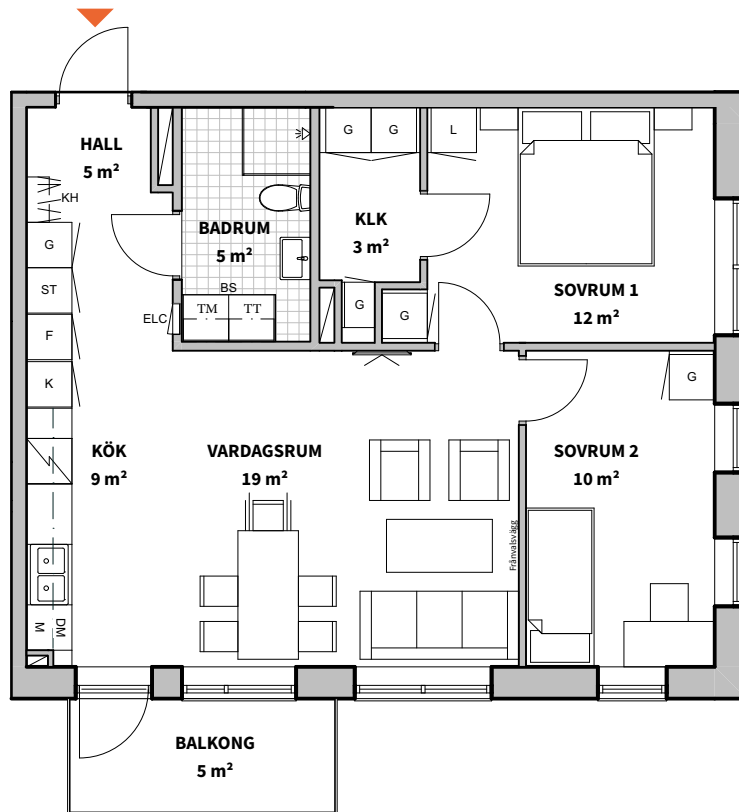 HALL
5 m²
KH
G
ST
F
K
BADRUM
5 m²
BS
TM
TT
ELC
G
G
L
KLK
3 m²
G
G
SOVRUM 1
12 m²
G
KÖK
9 m²
VARDAGSRUM
19 m²
SOVRUM 2
10 m²
Frånvalsvägg
M
DM
BALKONG
5 m²